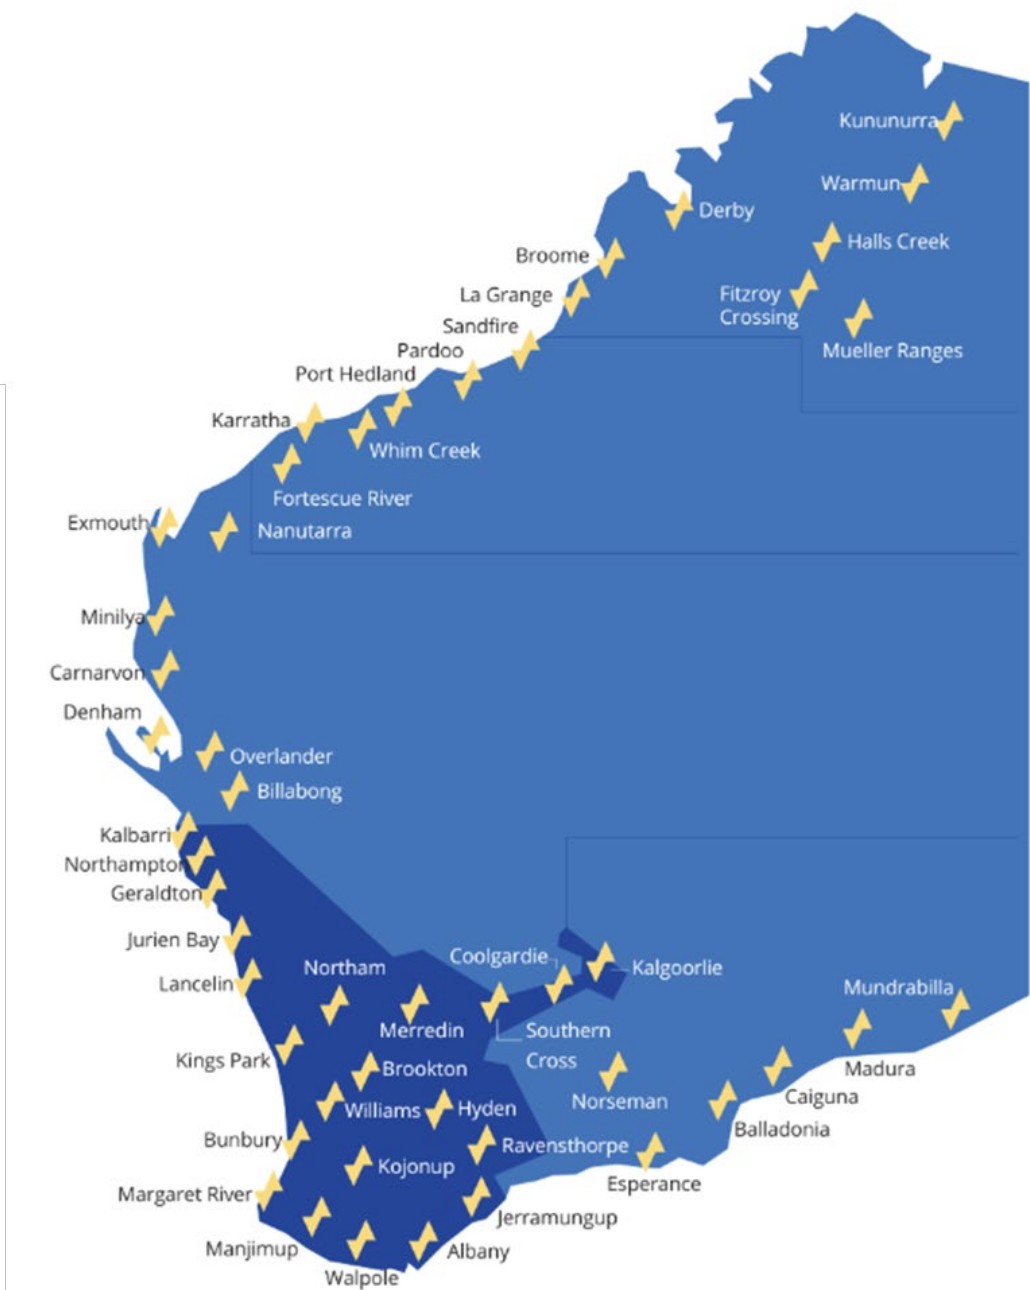 Kununurra
Warmun
Derby
Halls Creek
Broome
La Grange
Fitzroy
Crossing
Sandfire
Pardoo
Mueller Ranges
Port Hedland
Karratha
Whim Creek
Fortescue River
Exmouth
Nanutarra
Minilya
Carnarvon
Denham
Overlander
Billabong
Kalbarri
Northampton
Geraldton
Jurien Bay
Coolgardie
Northam
Kalgoorlie
Lancelin
Mundrabilla
Merredin
Southern
Cross
Kings Park
Brookton
Madura
Caiguna
Norseman
Williams
Hyden
Balladonia
Bunbury
Ravensthorpe
Kojonup
Esperance
Margaret River
Jerramungup
Manjimup
Albany
Walpole